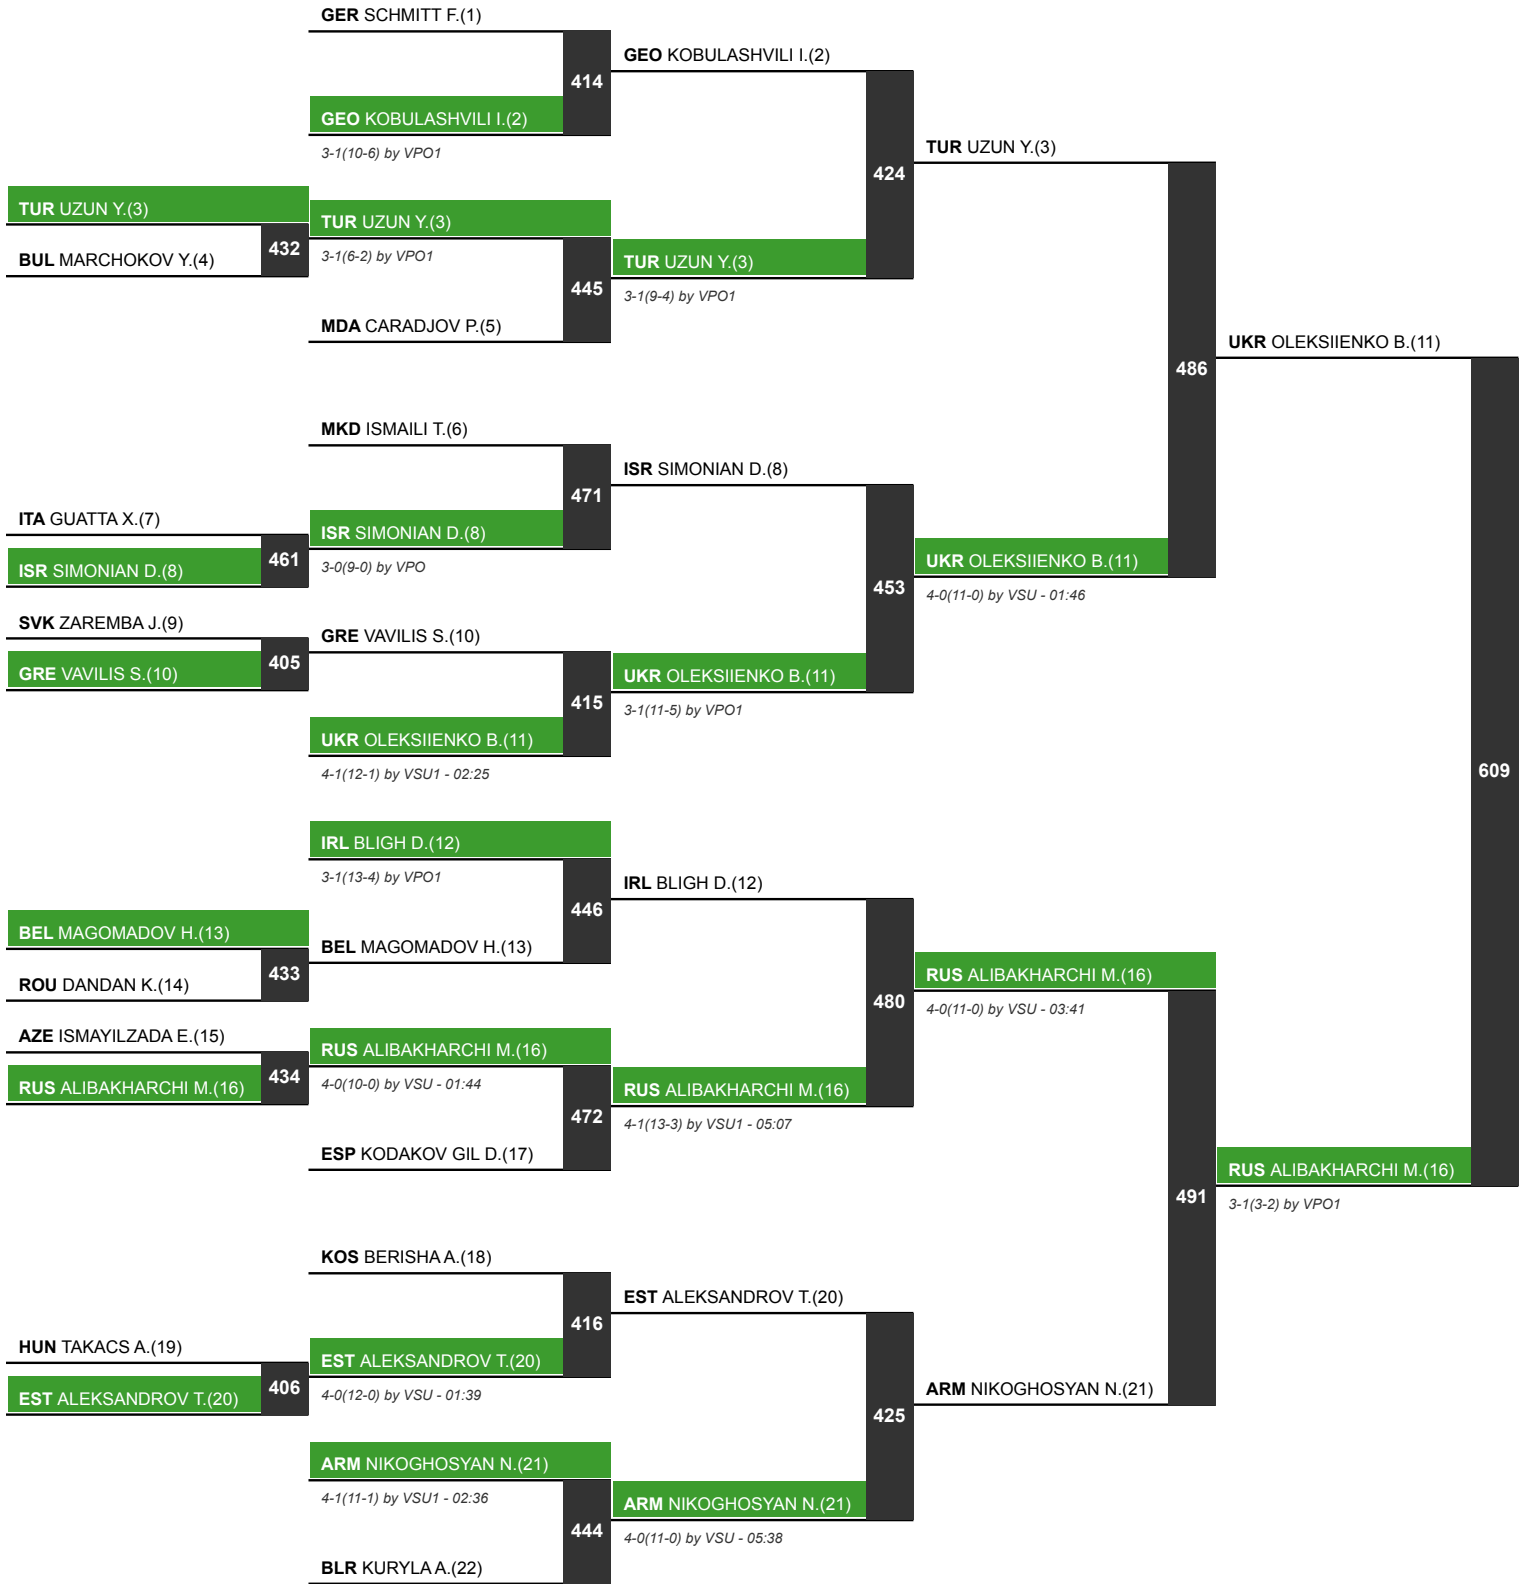 GER SCHMITT F.(1)
414
GEO KOBULASHVILI I.(2)
3-1(10-6) by VPO1
TUR UZUN Y.(3)
432
BUL MARCHOKOV Y.(4)
TUR UZUN Y.(3)
3-1(6-2) by VPO1
445
MDA CARADJOV P.(5)
GEO KOBULASHVILI I.(2)
424
TUR UZUN Y.(3)
3-1(9-4) by VPO1
MKD ISMAILI T.(6)
471
ITA GUATTA X.(7)
461
ISR SIMONIAN D.(8)
ISR SIMONIAN D.(8)
3-0(9-0) by VPO
SVK ZAREMBA J.(9)
405
GRE VAVILIS S.(10)
GRE VAVILIS S.(10)
415
UKR OLEKSIIENKO B.(11)
4-1(12-1) by VSU1 - 02:25
ISR SIMONIAN D.(8)
453
UKR OLEKSIIENKO B.(11)
3-1(11-5) by VPO1
TUR UZUN Y.(3)
486
UKR OLEKSIIENKO B.(11)
4-0(11-0) by VSU - 01:46
IRL BLIGH D.(12)
3-1(13-4) by VPO1
446
BEL MAGOMADOV H.(13)
433
ROU DANDAN K.(14)
BEL MAGOMADOV H.(13)
AZE ISMAYILZADA E.(15)
434
RUS ALIBAKHARCHI M.(16)
RUS ALIBAKHARCHI M.(16)
4-0(10-0) by VSU - 01:44
472
ESP KODAKOV GIL D.(17)
IRL BLIGH D.(12)
480
RUS ALIBAKHARCHI M.(16)
4-1(13-3) by VSU1 - 05:07
KOS BERISHA A.(18)
416
HUN TAKACS A.(19)
406
EST ALEKSANDROV T.(20)
EST ALEKSANDROV T.(20)
4-0(12-0) by VSU - 01:39
ARM NIKOGHOSYAN N.(21)
4-1(11-1) by VSU1 - 02:36
444
BLR KURYLA A.(22)
EST ALEKSANDROV T.(20)
425
ARM NIKOGHOSYAN N.(21)
4-0(11-0) by VSU - 05:38
RUS ALIBAKHARCHI M.(16)
4-0(11-0) by VSU - 03:41
491
ARM NIKOGHOSYAN N.(21)
UKR OLEKSIIENKO B.(11)
609
RUS ALIBAKHARCHI M.(16)
3-1(3-2) by VPO1